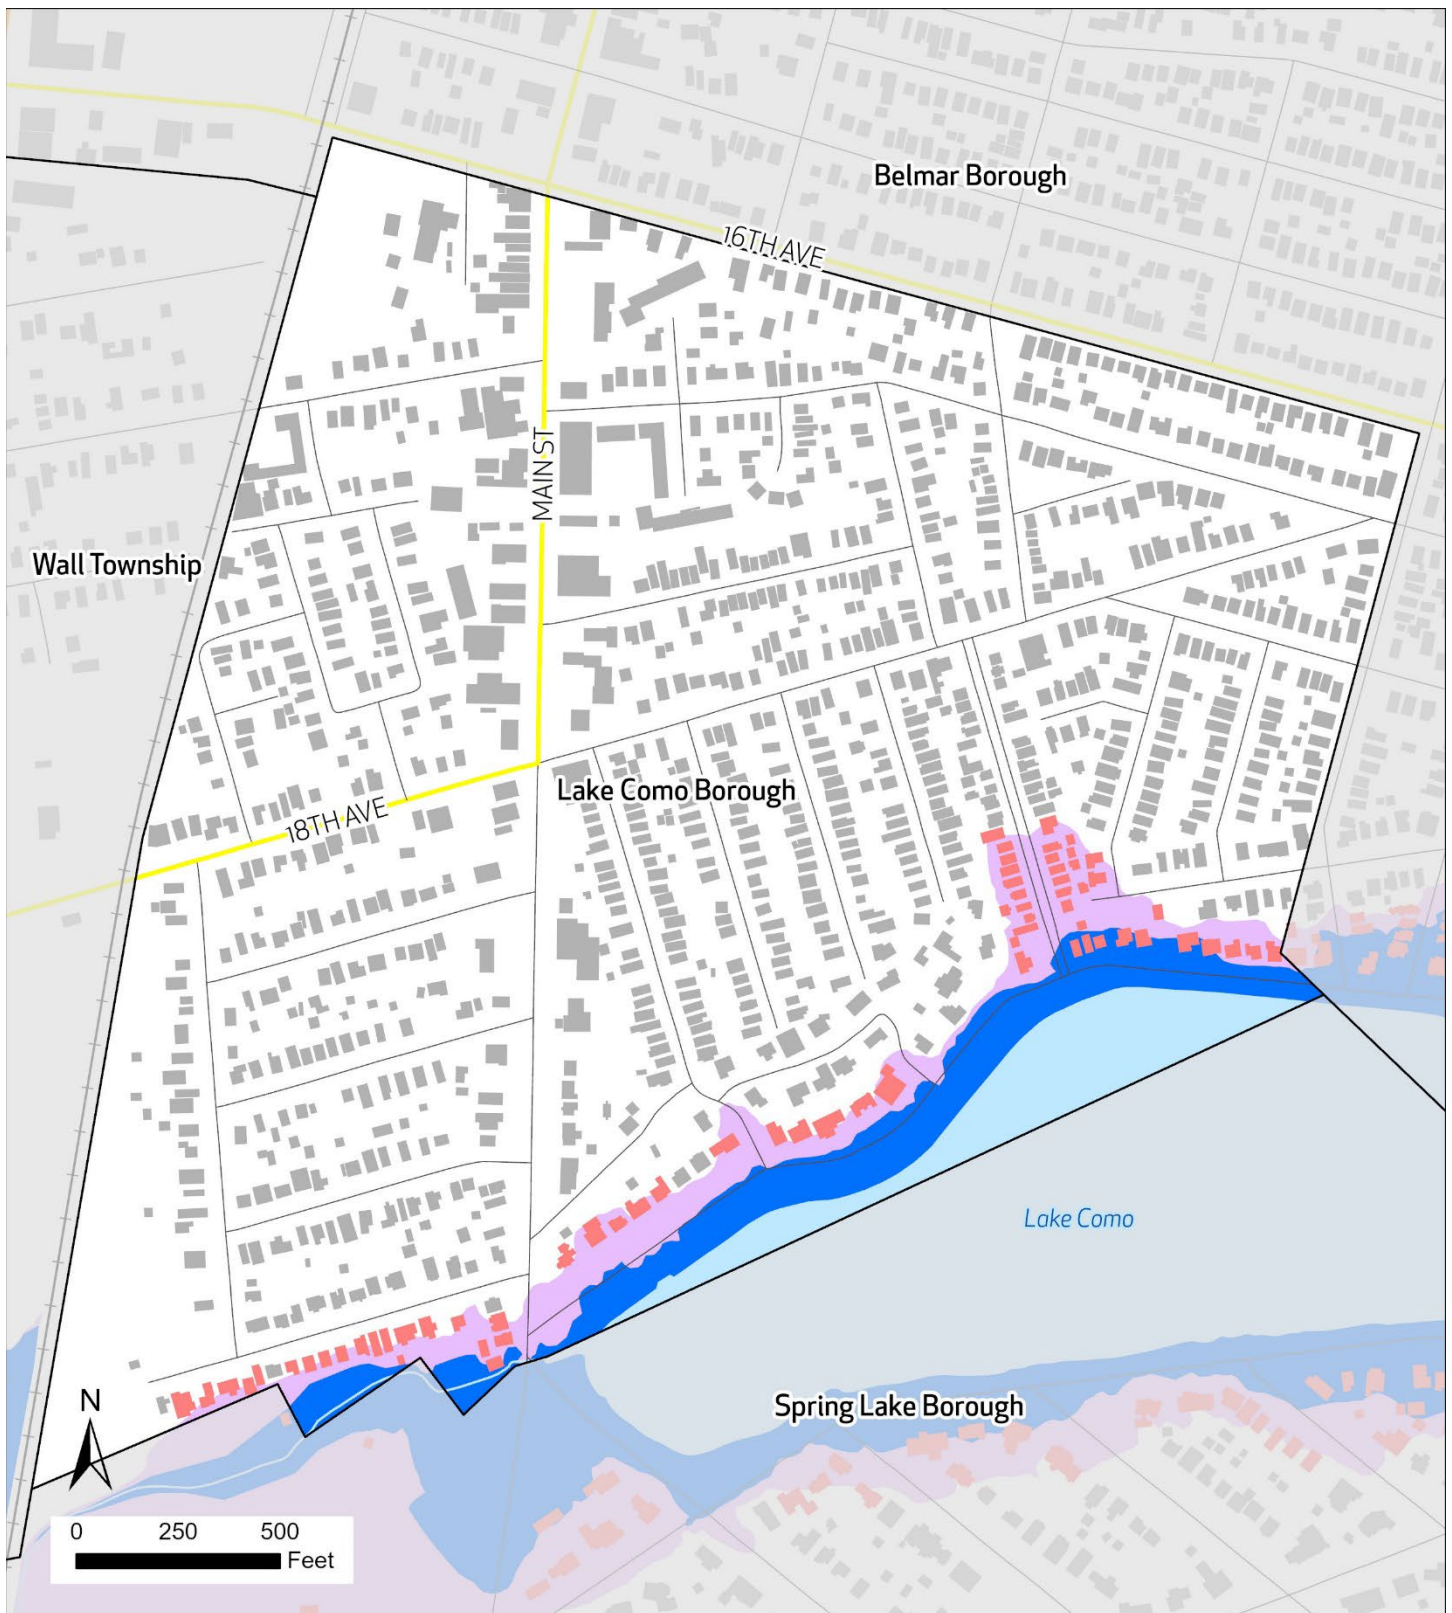 Belmar Borough
16TH AVE
MAIN ST
Wall Township
Lake Como Borough
18TH AVE
Lake Como
Spring Lake Borough
N
0 250 500
Feet